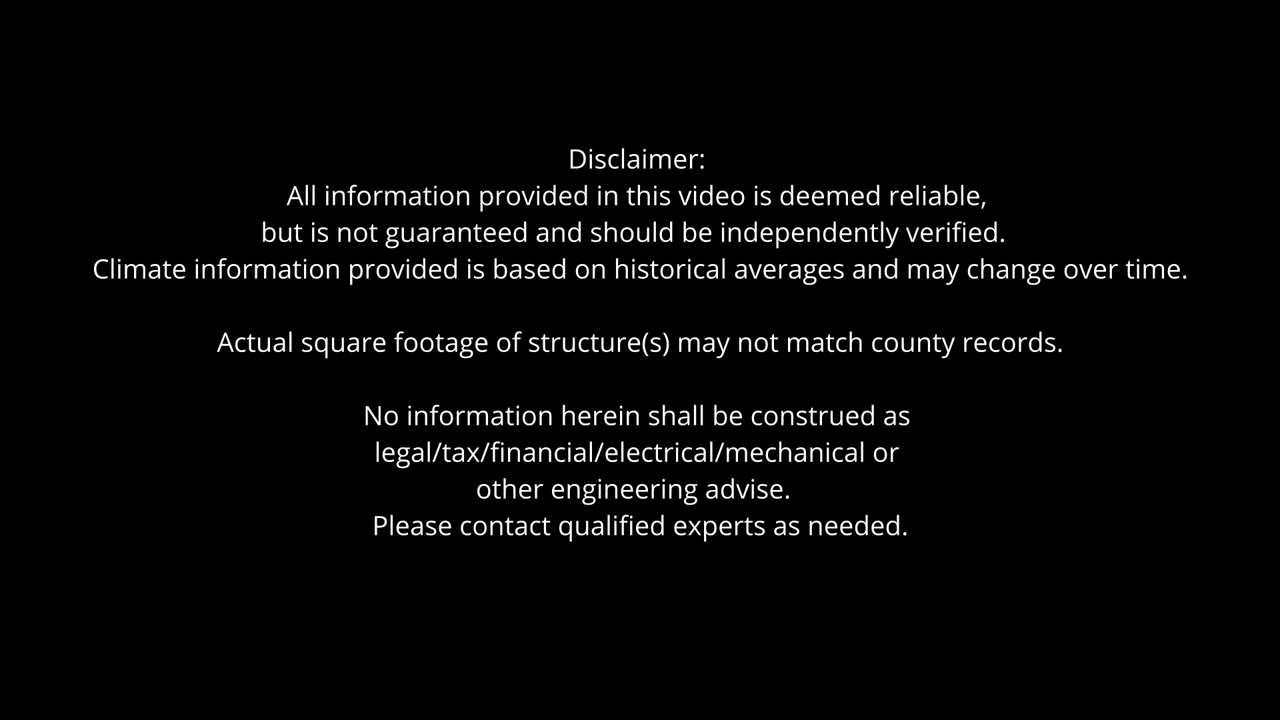 Disclaimer:
All information provided in this video is deemed reliable,
but is not guaranteed and should be independently verified.
Climate information provided is based on historical averages and may change over time.
Actual square footage of structure(s) may not match county records.
No information herein shall be construed as
legal/tax/financial/electrical/mechanical or
other engineering advise.
Please contact qualified experts as needed.